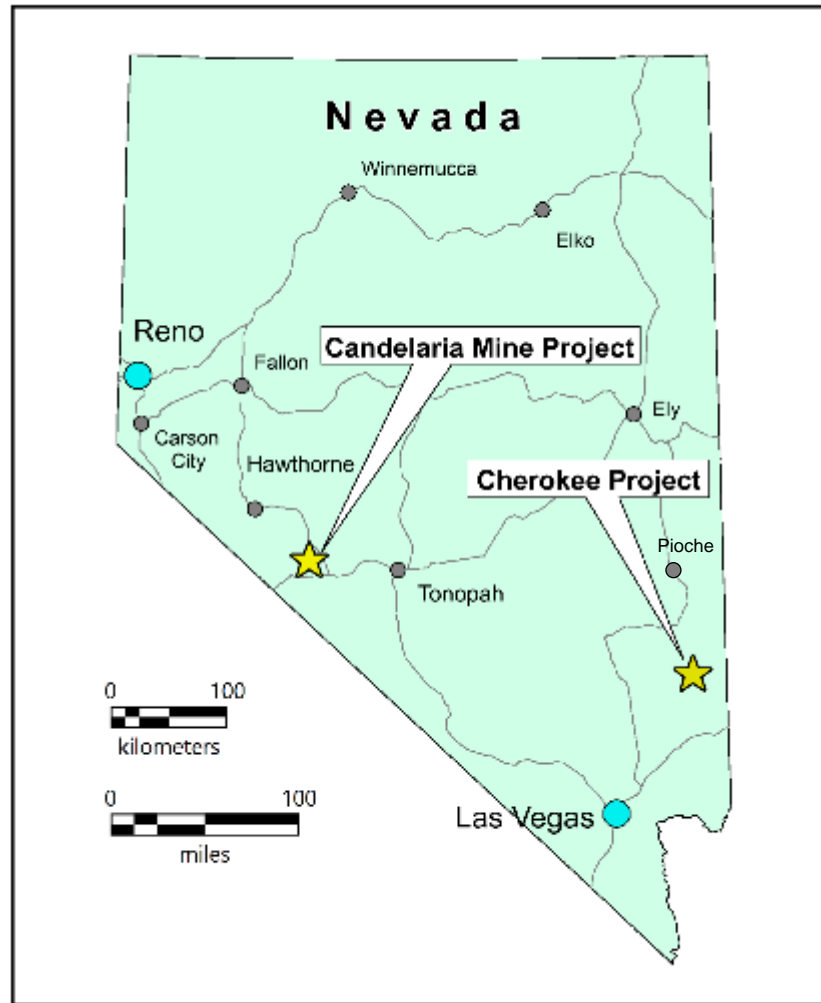 Nevada
Winnemucca
Elko
Reno
Candelaria Mine Project
Fallon
Ely
Carson
City
Hawthorne
Cherokee Project
Pioche
Tonopah
0 100
kilometers
0 100
miles
Las Vegas